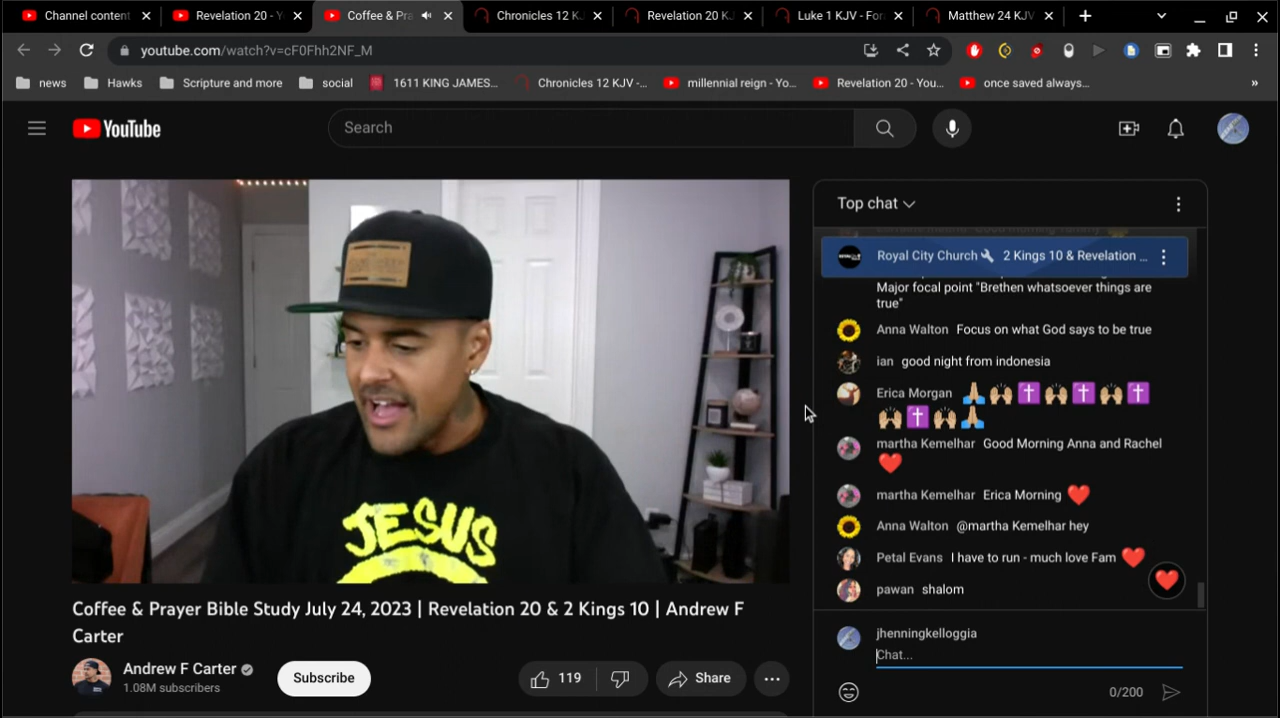 Channel content
Revelation 20 - Y
Coffee & Pra
Chronicles 12 K
Revelation 20 K
Luke 1 KJV - For
Matthew 24 KJV
youtube.com/watch?v=cF0Fhh2NF_M
news
Hawks
Scripture and more
social
1611 KING JAMES...
Chronicles 12 KJV -...
millennial reign - Yo...
Revelation 20 - You...
once saved always...
»
YouTube
Search
JESUS
Top chat
Royal City Church 2 Kings 10 & Revelation ...
Major focal point "Brethen whatsoever things are
true"
Anna Walton Focus on what God says to be true
ian good night from indonesia
Erica Morgan 🙏🏽🙌🏽✝️🙌🏽✝️🙌🏽✝️
🙌🏽✝️🙌🏽🙏🏽
martha Kemelhar Good Morning Anna and Rachel
❤️
martha Kemelhar Erica Morning ❤️
Anna Walton @martha Kemelhar hey
Petal Evans I have to run - much love Fam ❤️
pawan shalom
jhenningkelloggia
Chat...
0/200
Coffee & Prayer Bible Study July 24, 2023 | Revelation 20 & 2 Kings 10 | Andrew F
Carter
Andrew F Carter
1.08M subscribers
Subscribe
119
Share